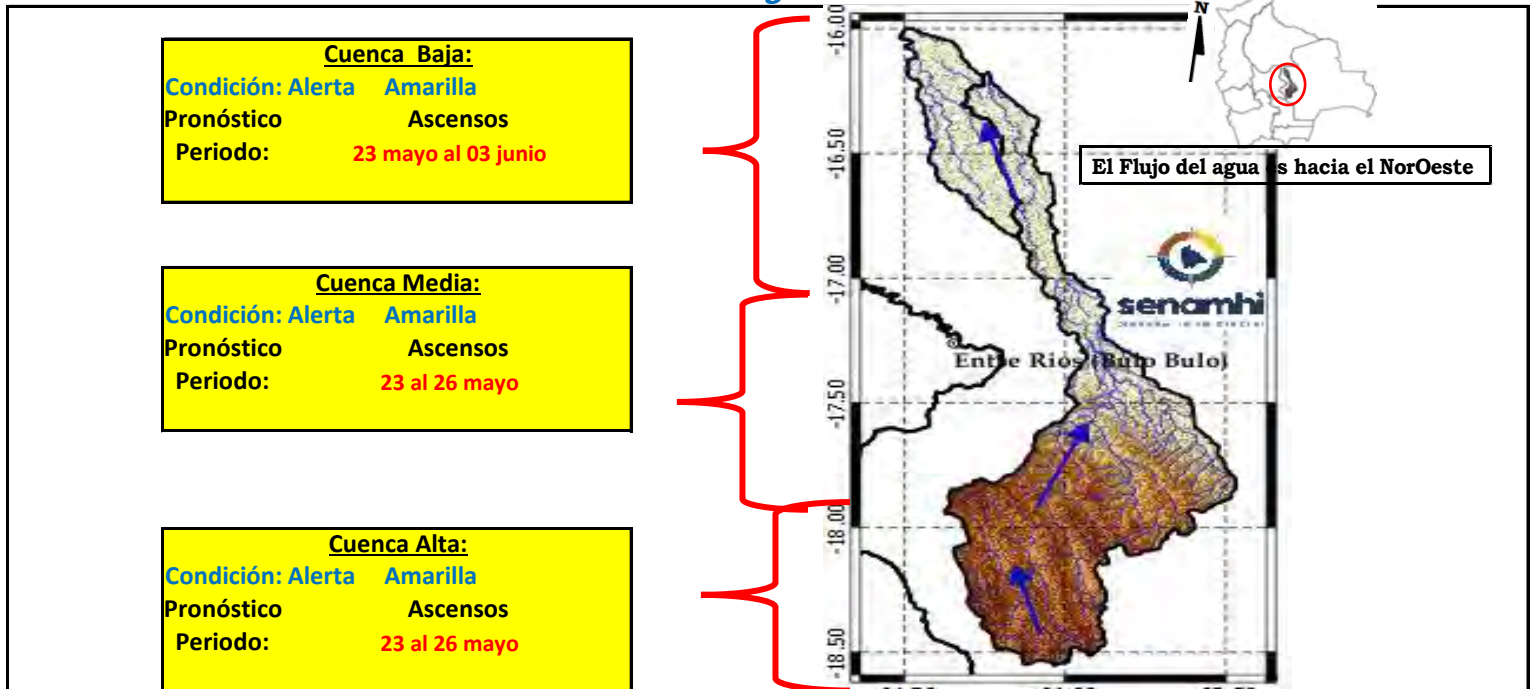 Cuenca Baja:
Condición: Alerta Amarilla
Pronóstico Ascensos
Periodo: 23 mayo al 03 junio
Cuenca Media:
Condición: Alerta Amarilla
Pronóstico Ascensos
Periodo: 23 al 26 mayo
Cuenca Alta:
Condición: Alerta Amarilla
Pronóstico Ascensos
Periodo: 23 al 26 mayo
N
El Flujo del agua es hacia el NorOeste
senamhi
Entre Rios (Bulo Bulo)
-16.00
-16.50
-17.00
-17.50
-18.00
-18.50